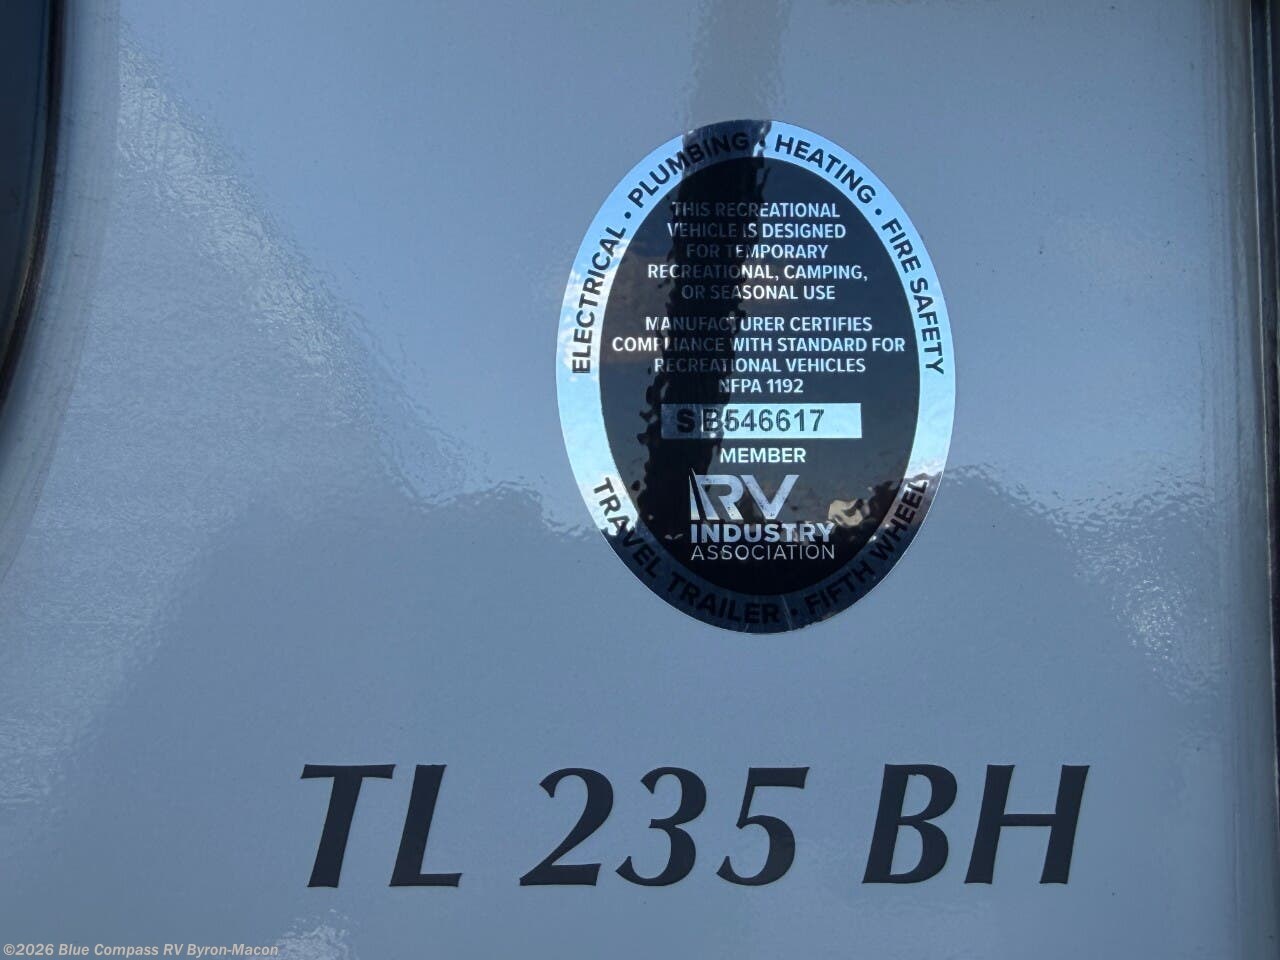 ELECTRICAL · PLUMBING · HEATING · FIRE SAFETY
THIS RECREATIONAL
VEHICLE IS DESIGNED
FOR TEMPORARY
RECREATIONAL, CAMPING,
OR SEASONAL USE
MANUFACTURER CERTIFIES
COMPLIANCE WITH STANDARD FOR
RECREATIONAL VEHICLES
NFPA 1192
SB546617
MEMBER
RV
INDUSTRY
ASSOCIATION
TRAVEL TRAILER · FIFTH WHEEL
TL 235 BH
©2026 Blue Compass RV Byron-Macon